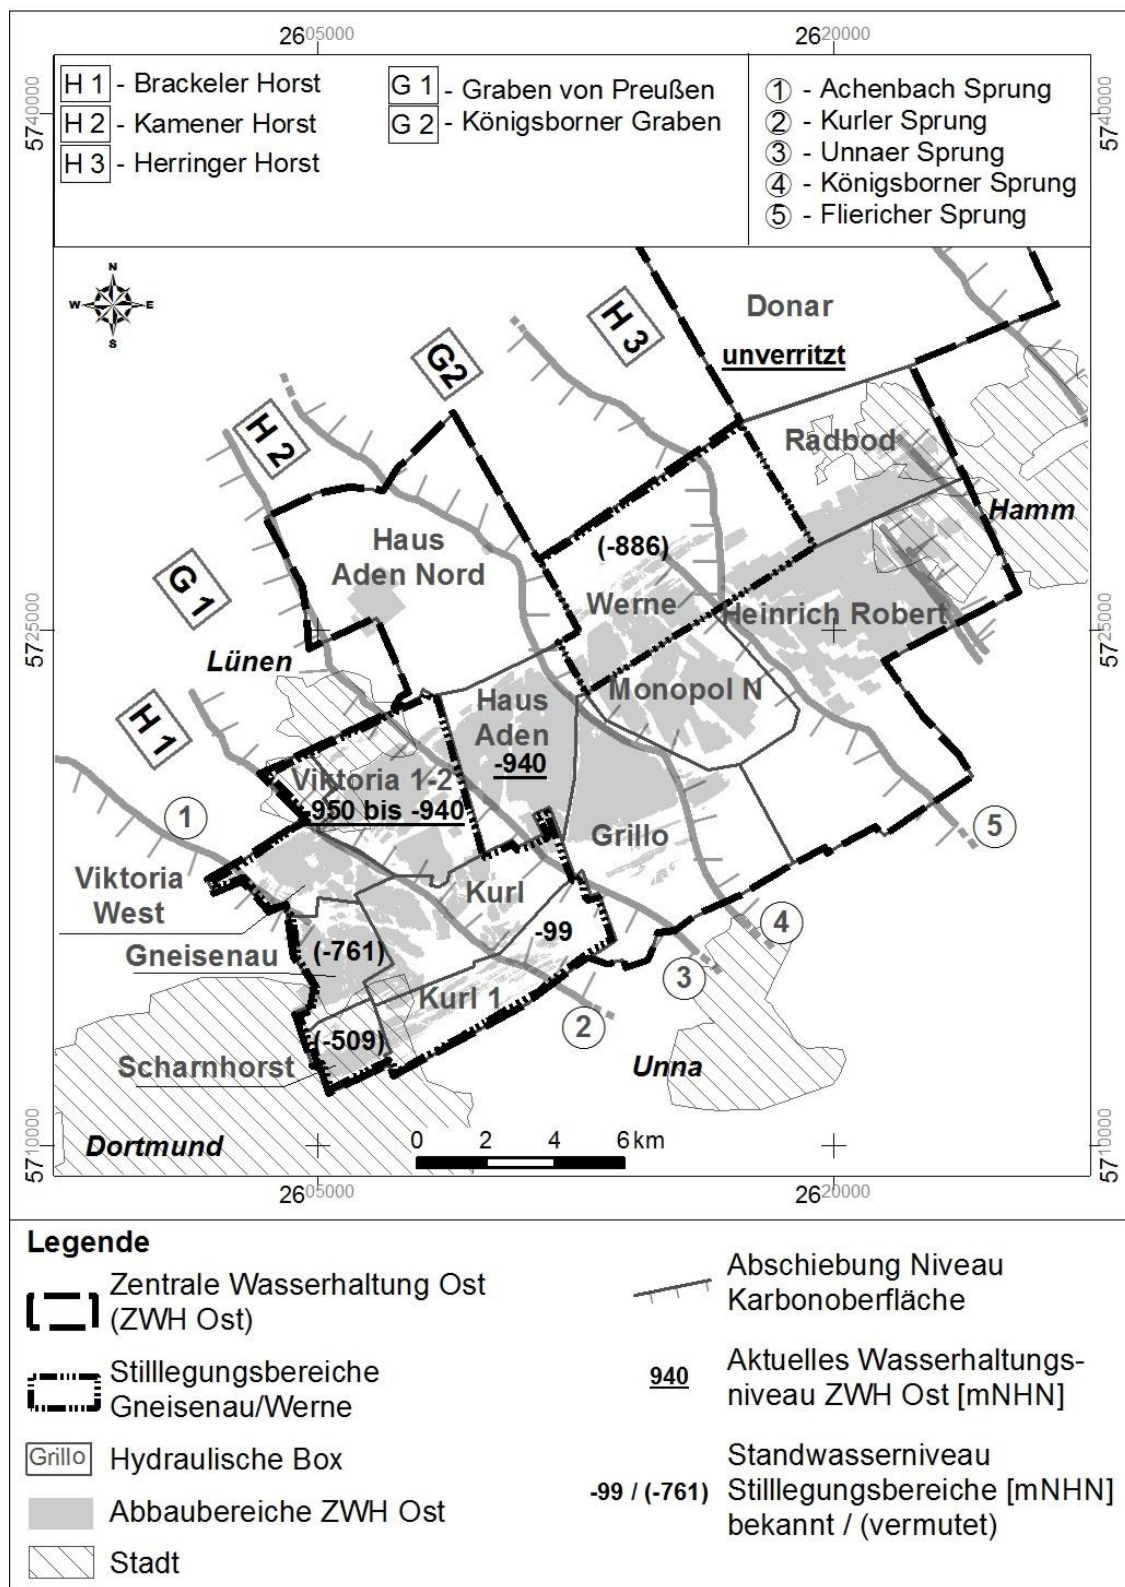 2605000
2620000
5740000
5740000
H 1 - Brackeler Horst
H 2 - Kamener Horst
H 3 - Herringer Horst
G 1 - Graben von Preußen
G 2 - Königsborner Graben
1 - Achenbach Sprung
2 - Kurler Sprung
3 - Unnaer Sprung
4 - Königsborner Sprung
5 - Fliericher Sprung
N
W
E
S
H 3
Donar
unverritzt
G2
H 2
Radbod
Hamm
Haus
Aden Nord
(-886)
Werne
Heinrich Robert
G 1
5725000
5725000
Lünen
Haus
Aden
-940
Monopol N
H 1
Viktoria 1-2
950 bis -940
1
Grillo
5
Viktoria
West
Kurl
-99
4
Gneisenau
(-761)
3
Kurl 1
2
(-509)
Scharnhorst
Unna
Dortmund
0 2 4 6 km
5710000
5710000
2605000
2620000
Legende
Zentrale Wasserhaltung Ost
(ZWH Ost)
Stilllegungsbereiche
Gneisenau/Werne
Grillo Hydraulische Box
Abbaubereiche ZWH Ost
Stadt
Abschiebung Niveau
Karbonoberfläche
940 Aktuelles Wasserhaltungs-
niveau ZWH Ost [mNHN]
Standwasserniveau
-99 / (-761) Stilllegungsbereiche [mNHN]
bekannt / (vermutet)